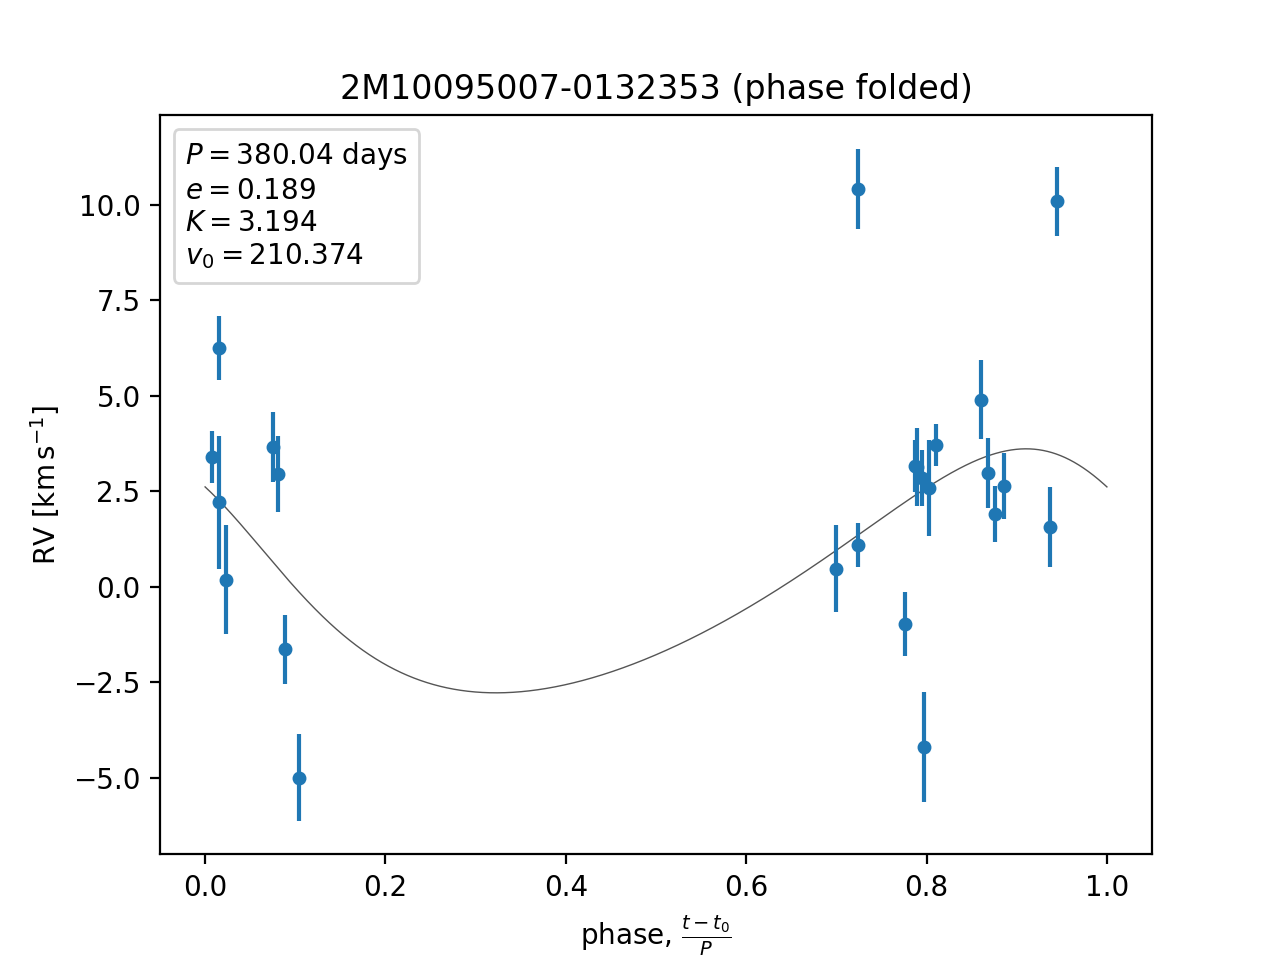 2M10095007-0132353 (phase folded)
P = 380.04 days
e = 0.189
K = 3.194
v₀ = 210.374
10.0
7.5
5.0
2.5
0.0
−2.5
−5.0
RV [km s⁻¹]
0.0 0.2 0.4 0.6 0.8 1.0
phase, (t − t₀)/P